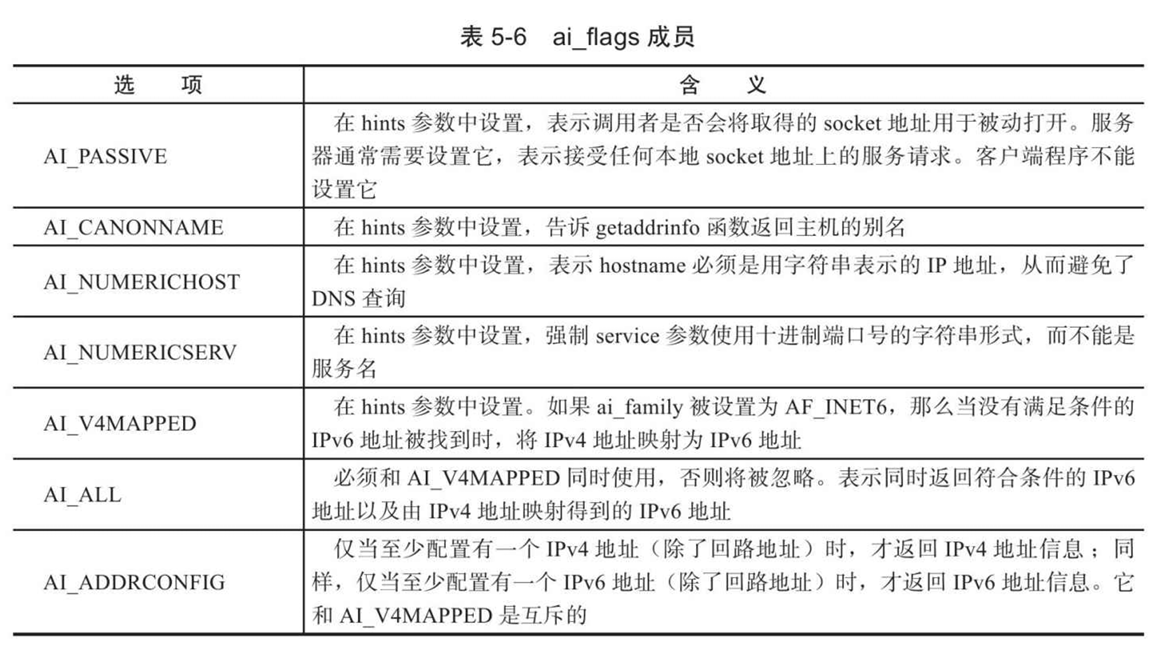 表 5-6 ai_flags 成员
选 项 含 义
AI_PASSIVE
在 hints 参数中设置，表示调用者是否会将取得的 socket 地址用于被动打开。服务
器通常需要设置它，表示接受任何本地 socket 地址上的服务请求。客户端程序不能
设置它
AI_CANONNAME 在 hints 参数中设置，告诉 getaddrinfo 函数返回主机的别名
AI_NUMERICHOST
在 hints 参数中设置，表示 hostname 必须是用字符串表示的 IP 地址，从而避免了
DNS 查询
AI_NUMERICSERV
在 hints 参数中设置，强制 service 参数使用十进制端口号的字符串形式，而不能是
服务名
AI_V4MAPPED
在 hints 参数中设置。如果 ai_family 被设置为 AF_INET6，那么当没有满足条件的
IPv6 地址被找到时，将 IPv4 地址映射为 IPv6 地址
AI_ALL
必须和 AI_V4MAPPED 同时使用，否则将被忽略。表示同时返回符合条件的 IPv6
地址以及由 IPv4 地址映射得到的 IPv6 地址
AI_ADDRCONFIG
仅当至少配置有一个 IPv4 地址（除了回路地址）时，才返回 IPv4 地址信息；同
样，仅当至少配置有一个 IPv6 地址（除了回路地址）时，才返回 IPv6 地址信息。它
和 AI_V4MAPPED 是互斥的